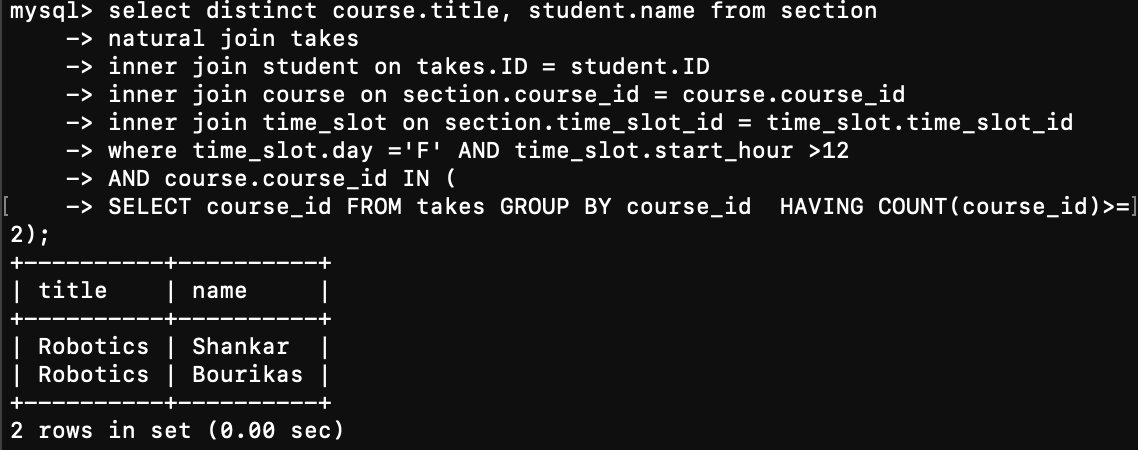 mysql> select distinct course.title, student.name from section
    -> natural join takes
    -> inner join student on takes.ID = student.ID
    -> inner join course on section.course_id = course.course_id
    -> inner join time_slot on section.time_slot_id = time_slot.time_slot_id
    -> where time_slot.day ='F' AND time_slot.start_hour >12
    -> AND course.course_id IN (
[    -> SELECT course_id FROM takes GROUP BY course_id  HAVING COUNT(course_id)>=]
2);
+----------+----------+
| title    | name     |
+----------+----------+
| Robotics | Shankar  |
| Robotics | Bourikas |
+----------+----------+
2 rows in set (0.00 sec)